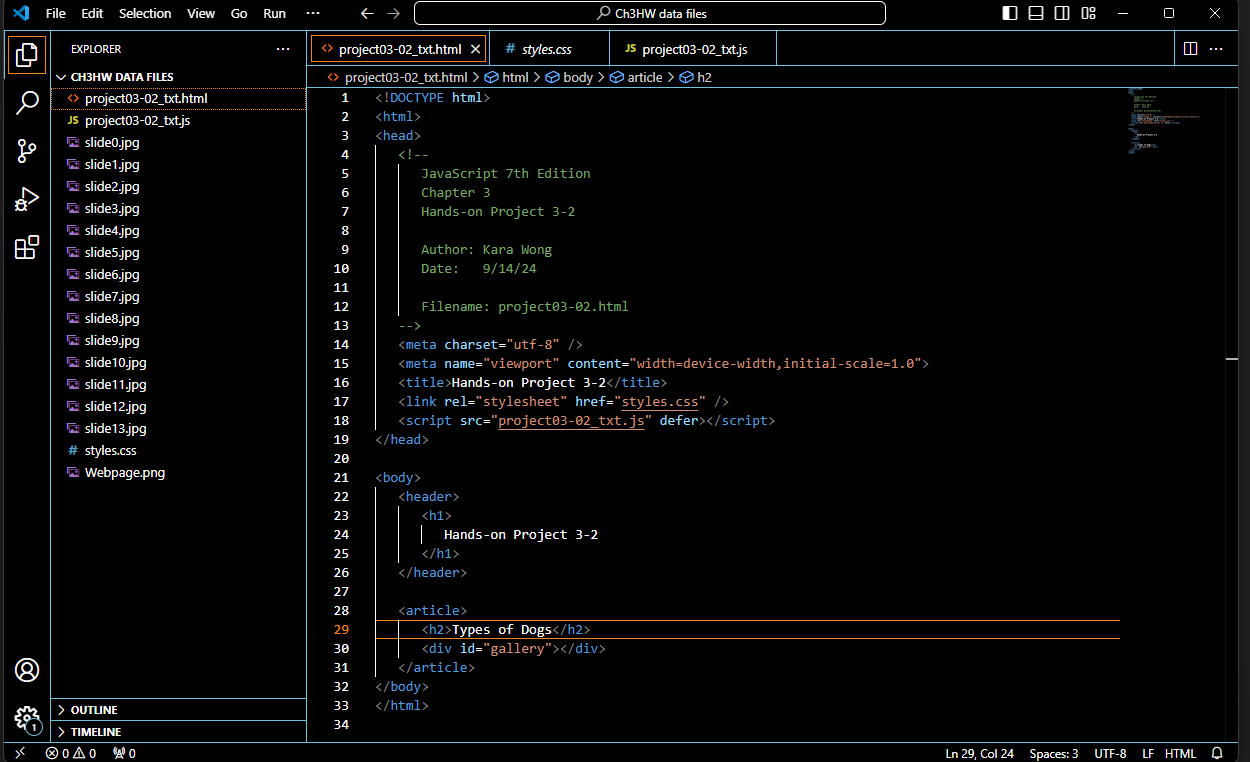 File Edit Selection View Go Run ··· Ch3HW data files
EXPLORER ···
CH3HW DATA FILES
project03-02_txt.html
JS project03-02_txt.js
slide0.jpg
slide1.jpg
slide2.jpg
slide3.jpg
slide4.jpg
slide5.jpg
slide6.jpg
slide7.jpg
slide8.jpg
slide9.jpg
slide10.jpg
slide11.jpg
slide12.jpg
slide13.jpg
# styles.css
Webpage.png
OUTLINE
TIMELINE
1
<> project03-02_txt.html × # styles.css JS project03-02_txt.js ···
<> project03-02_txt.html > html > body > article > h2
1 <!DOCTYPE html>
2 <html>
3 <head>
4 <!--
5 JavaScript 7th Edition
6 Chapter 3
7 Hands-on Project 3-2
8
9 Author: Kara Wong
10 Date:   9/14/24
11
12 Filename: project03-02.html
13 -->
14 <meta charset="utf-8" />
15 <meta name="viewport" content="width=device-width,initial-scale=1.0">
16 <title>Hands-on Project 3-2</title>
17 <link rel="stylesheet" href="styles.css" />
18 <script src="project03-02_txt.js" defer></script>
19 </head>
20
21 <body>
22 <header>
23 <h1>
24 Hands-on Project 3-2
25 </h1>
26 </header>
27
28 <article>
29 <h2>Types of Dogs</h2>
30 <div id="gallery"></div>
31 </article>
32 </body>
33 </html>
34
0 0 0 Ln 29, Col 24 Spaces: 3 UTF-8 LF HTML